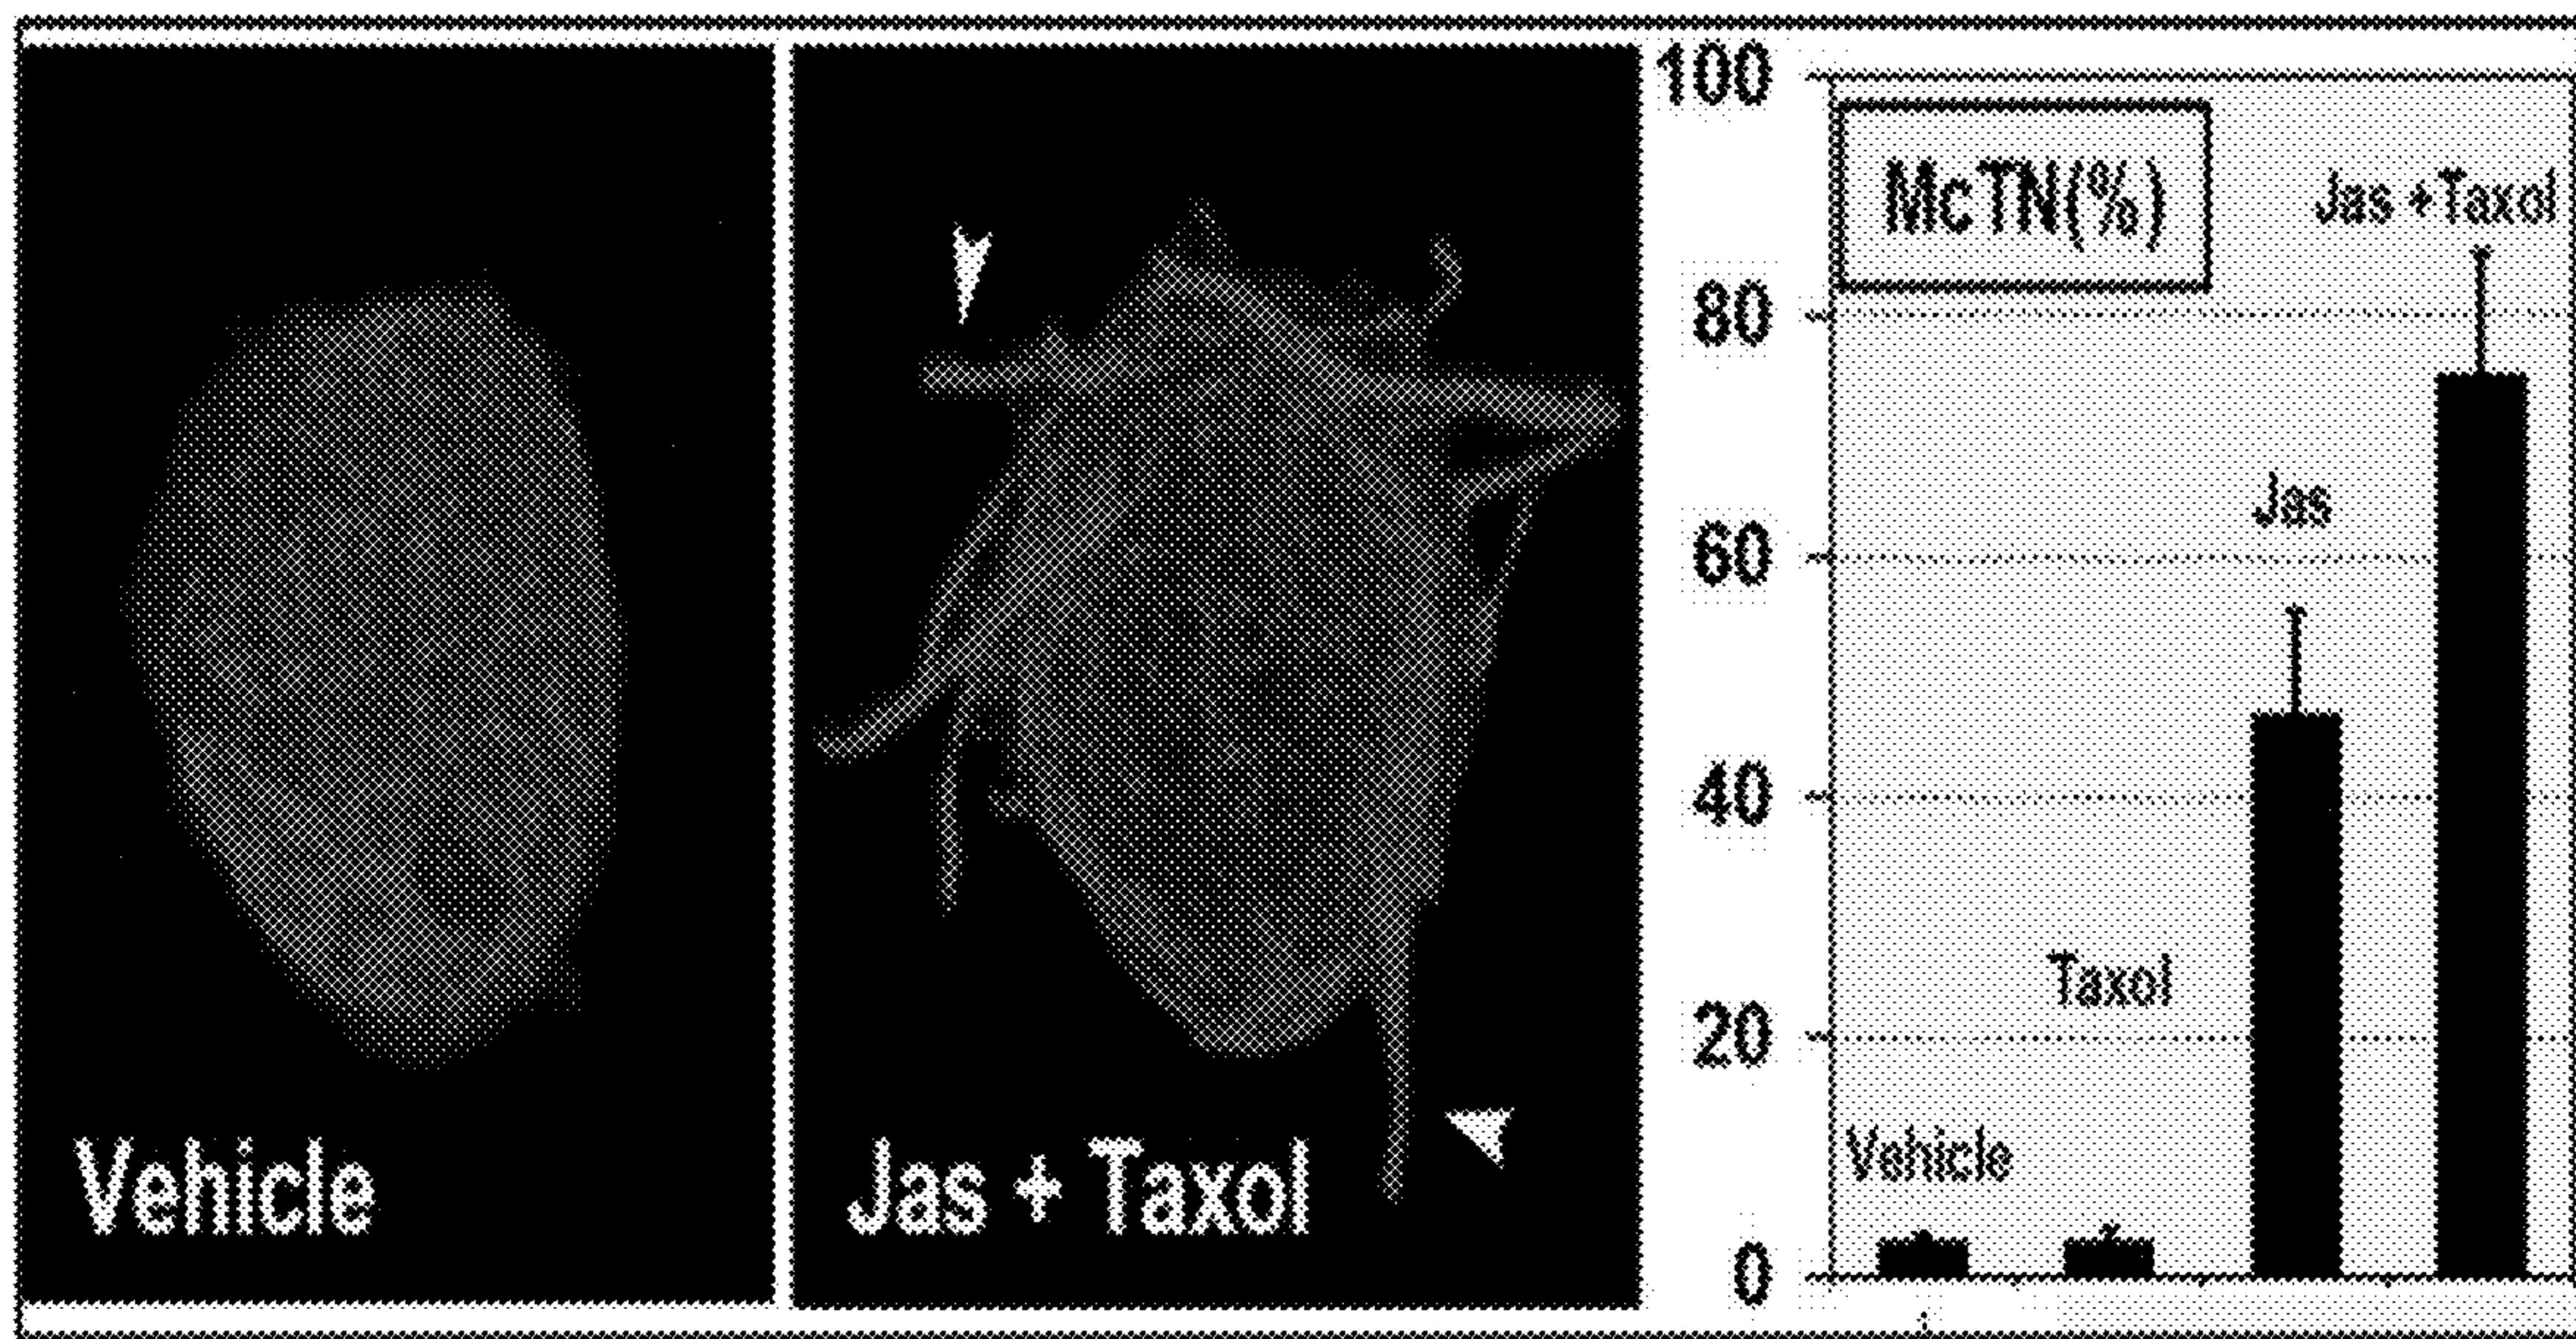 Vehicle
Jas + Taxol
100
80
60
40
20
0
McTN(%)
Jas +Taxol
Jas
Taxol
Vehicle